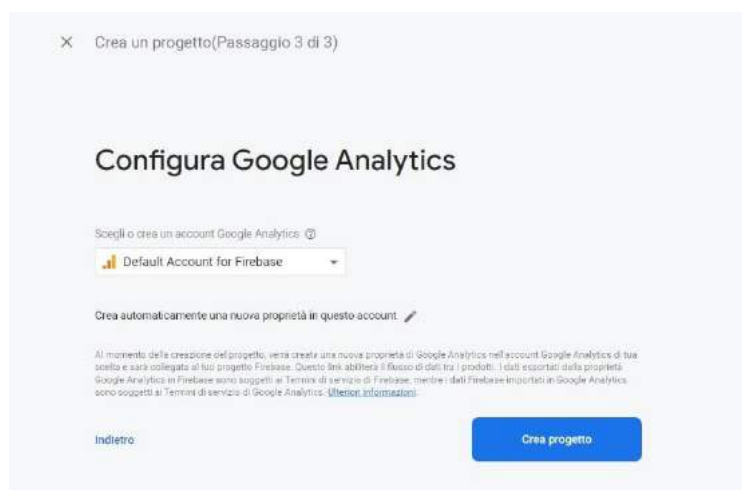 Crea un progetto(Passaggio 3 di 3)
Configura Google Analytics
Scegli o crea un account Google Analytics
Default Account for Firebase
Crea automaticamente una nuova proprietà in questo account
Al momento della creazione del progetto, verrà creata una nuova proprietà di Google Analytics nell'account Google Analytics di tua
scelta e sarà collegata al tuo progetto Firebase. Questo link abiliterà il flusso di dati tra i prodotti. I dati esportati dalla proprietà
Google Analytics in Firebase sono soggetti ai Termini di servizio di Firebase, mentre i dati Firebase importati in Google Analytics
sono soggetti ai Termini di servizio di Google Analytics. Ulteriori informazioni.
Indietro
Crea progetto